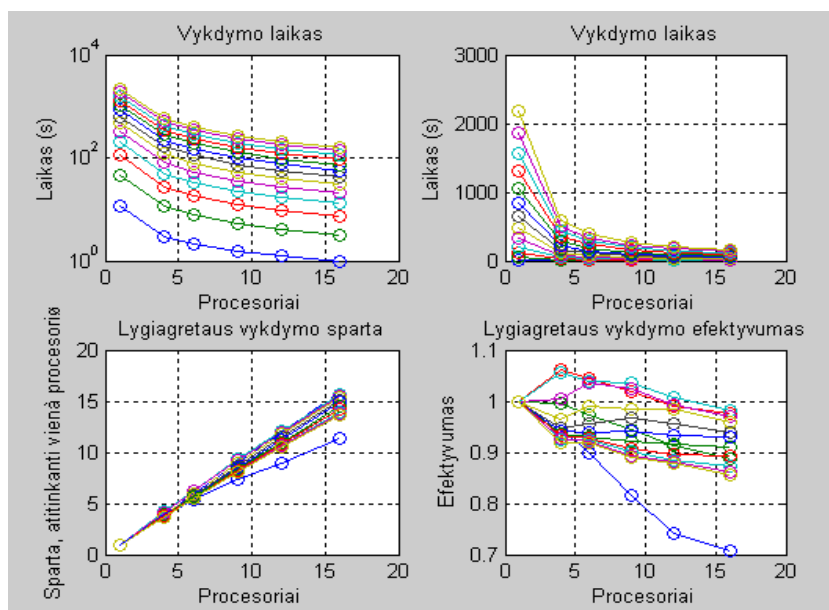 Vykdymo laikas
Laikas (s)
10^4
10^2
10^0
0 5 10 15 20
Procesoriai
Vykdymo laikas
Laikas (s)
3000
2000
1000
0
0 5 10 15 20
Procesoriai
Lygiagretaus vykdymo sparta
Sparta, atitinkanti vienà procesoriø
20
15
10
5
0
0 5 10 15 20
Procesoriai
Lygiagretaus vykdymo efektyvumas
Efektyvumas
1.1
1
0.9
0.8
0.7
0 5 10 15 20
Procesoriai